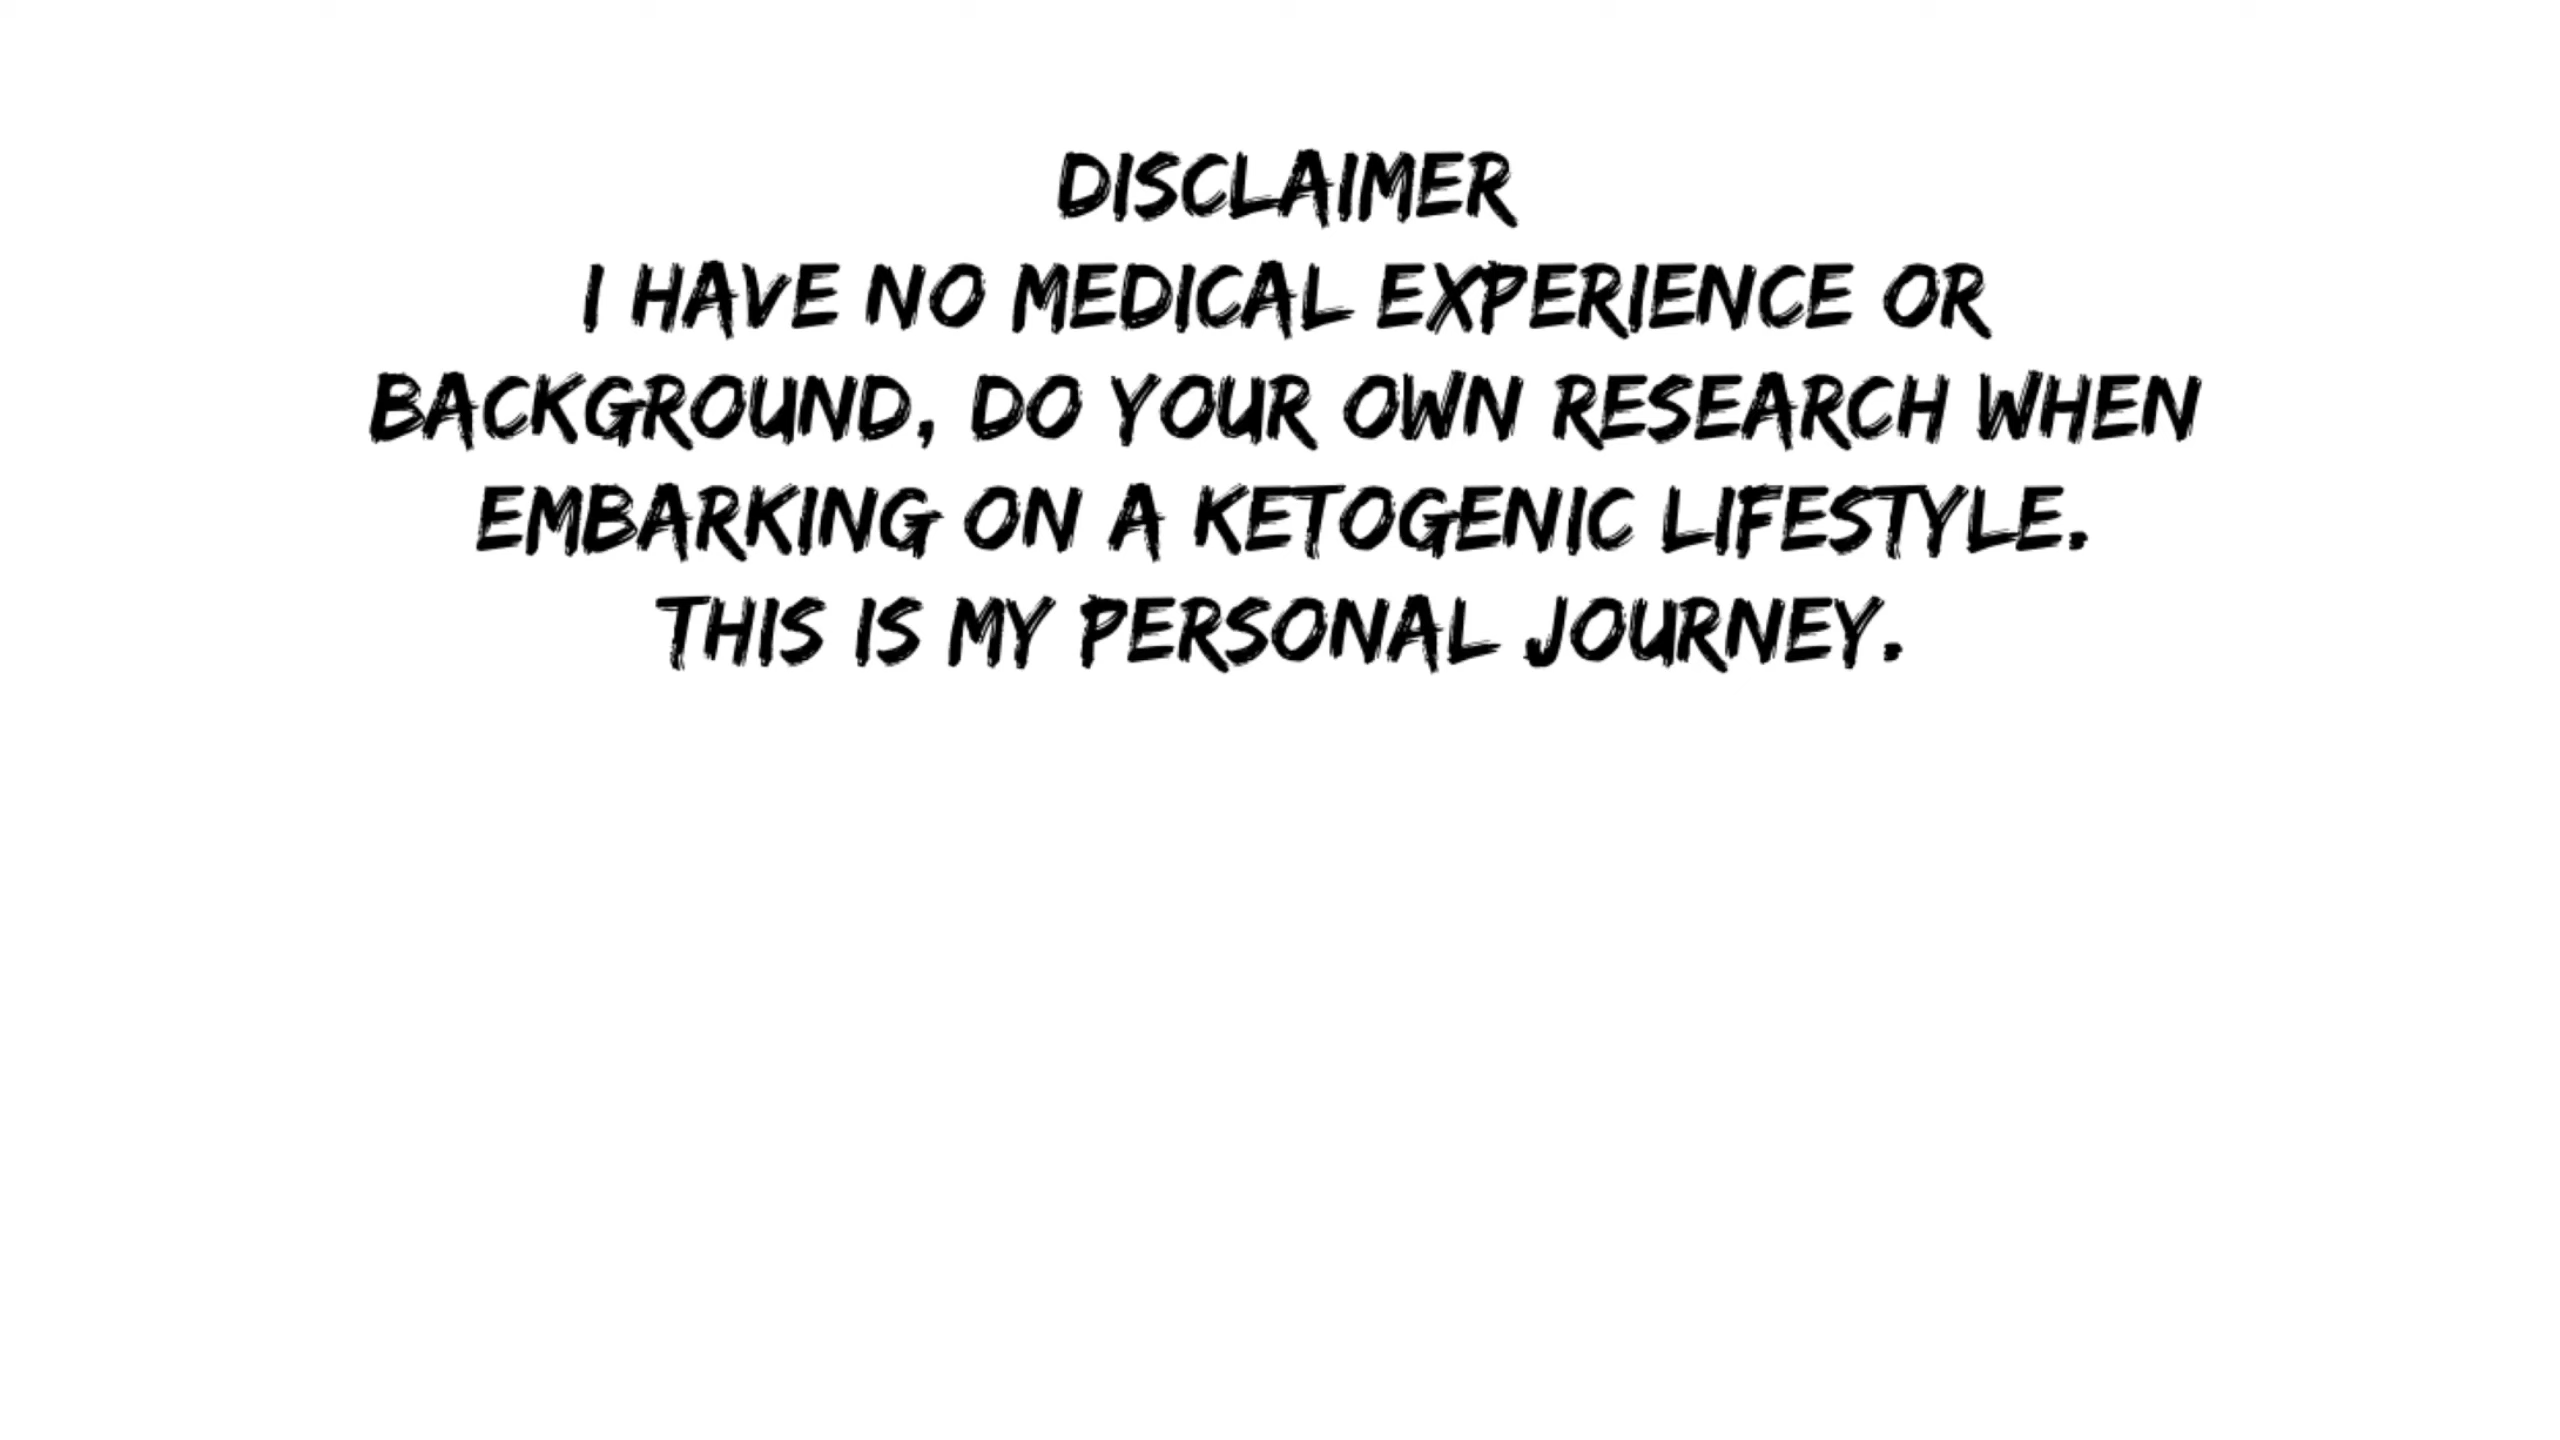 DISCLAIMER
I HAVE NO MEDICAL EXPERIENCE OR
BACKGROUND, DO YOUR OWN RESEARCH WHEN
EMBARKING ON A KETOGENIC LIFESTYLE.
THIS IS MY PERSONAL JOURNEY.